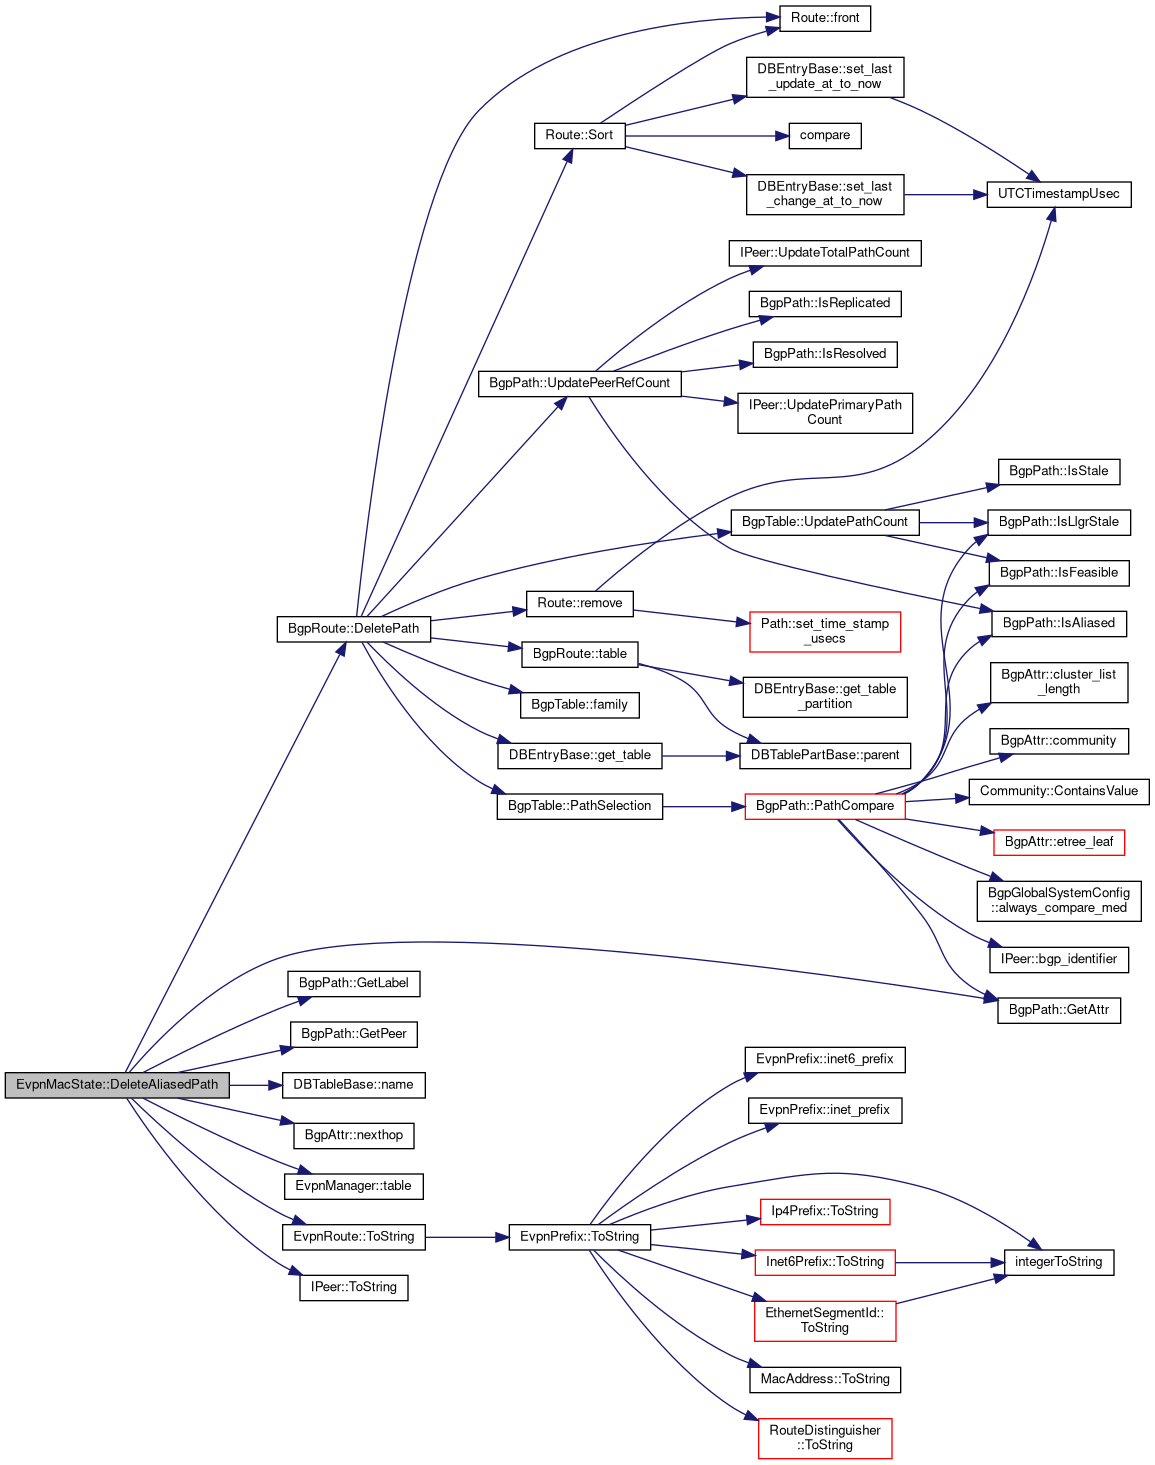 Route::front
DBEntryBase::set_last
_update_at_to_now
Route::Sort
compare
DBEntryBase::set_last
_change_at_to_now
UTCTimestampUsec
IPeer::UpdateTotalPathCount
BgpPath::IsReplicated
BgpPath::IsResolved
BgpPath::UpdatePeerRefCount
IPeer::UpdatePrimaryPath
Count
BgpPath::IsStale
BgpTable::UpdatePathCount
BgpPath::IsLlgrStale
BgpPath::IsFeasible
Route::remove
BgpRoute::DeletePath
Path::set_time_stamp
_usecs
BgpPath::IsAliased
BgpRoute::table
DBEntryBase::get_table
_partition
BgpAttr::cluster_list
_length
BgpTable::family
BgpAttr::community
DBEntryBase::get_table
DBTablePartBase::parent
Community::ContainsValue
BgpTable::PathSelection
BgpPath::PathCompare
BgpAttr::etree_leaf
BgpGlobalSystemConfig
::always_compare_med
IPeer::bgp_identifier
BgpPath::GetLabel
BgpPath::GetAttr
BgpPath::GetPeer
EvpnMacState::DeleteAliasedPath
DBTableBase::name
EvpnPrefix::inet6_prefix
EvpnPrefix::inet_prefix
BgpAttr::nexthop
EvpnManager::table
Ip4Prefix::ToString
EvpnRoute::ToString
EvpnPrefix::ToString
Inet6Prefix::ToString
integerToString
IPeer::ToString
EthernetSegmentId::
ToString
MacAddress::ToString
RouteDistinguisher
::ToString